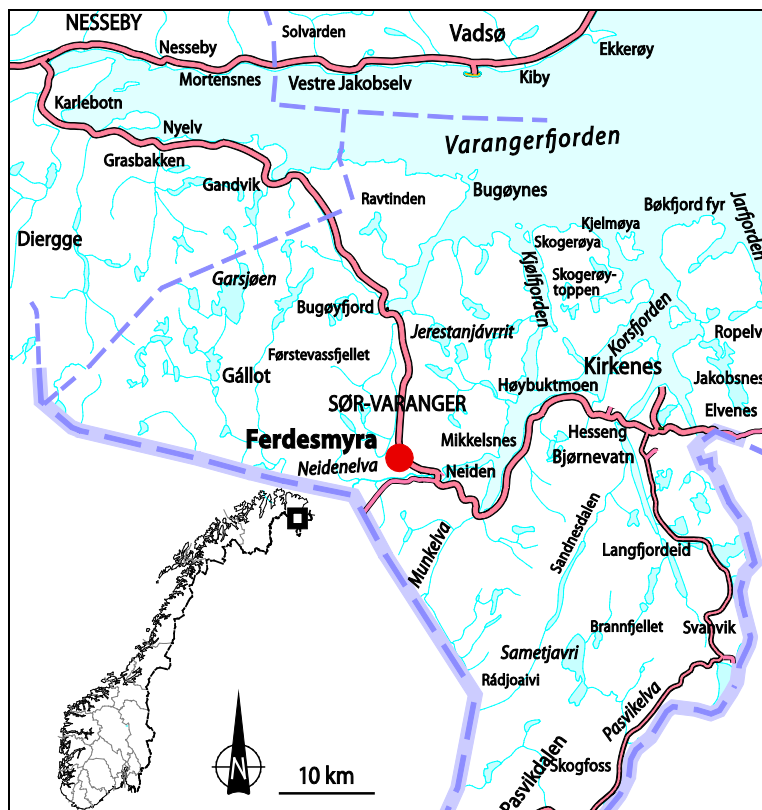 NESSEBY
Solvarden
Vadsø
Nesseby
Ekkerøy
Mortensnes
Vestre Jakobselv
Kiby
Karlebotn
Nyelv
Varangerfjorden
Grasbakken
Gandvik
Ravtinden
Bugøynes
Bøkfjord fyr
Jarfjorden
Kjelmøya
Diergge
Skogerøya
Garsjøen
Kjølfjorden
Skogerøy-
toppen
Bugøyfjord
Jerestanjávrrit
Korsfjorden
Ropelv
Førstevassfjellet
Kirkenes
Gállot
Høybuktmoen
Jakobsnes
SØR-VARANGER
Elvenes
Ferdesmyra
Mikkelsnes
Hesseng
Neidenelva
Neiden
Bjørnevatn
Munkelva
Sandnesdalen
Langfjordeid
Brannfjellet
Svanvik
Sametjavri
Rádjoaivi
Pasvikelva
Pasvikdalen
Skogfoss
N
10 km